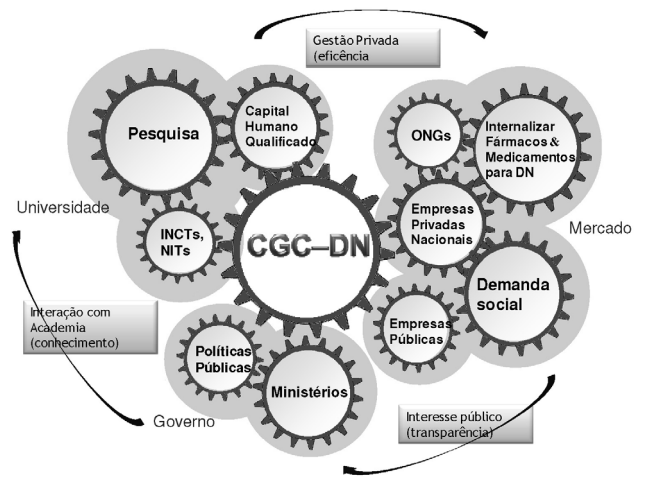 Gestão Privada
(eficência
Pesquisa
Capital
Humano
Qualificado
ONGs
Internalizar
Fármacos &
Medicamentos
para DN
Universidade
INCTs,
NITs
CGC–DN
Empresas
Privadas
Nacionais
Mercado
Demanda
social
Interação com
Academia
(conhecimento)
Políticas
Públicas
Empresas
Públicas
Ministérios
Governo
Interesse público
(transparência)